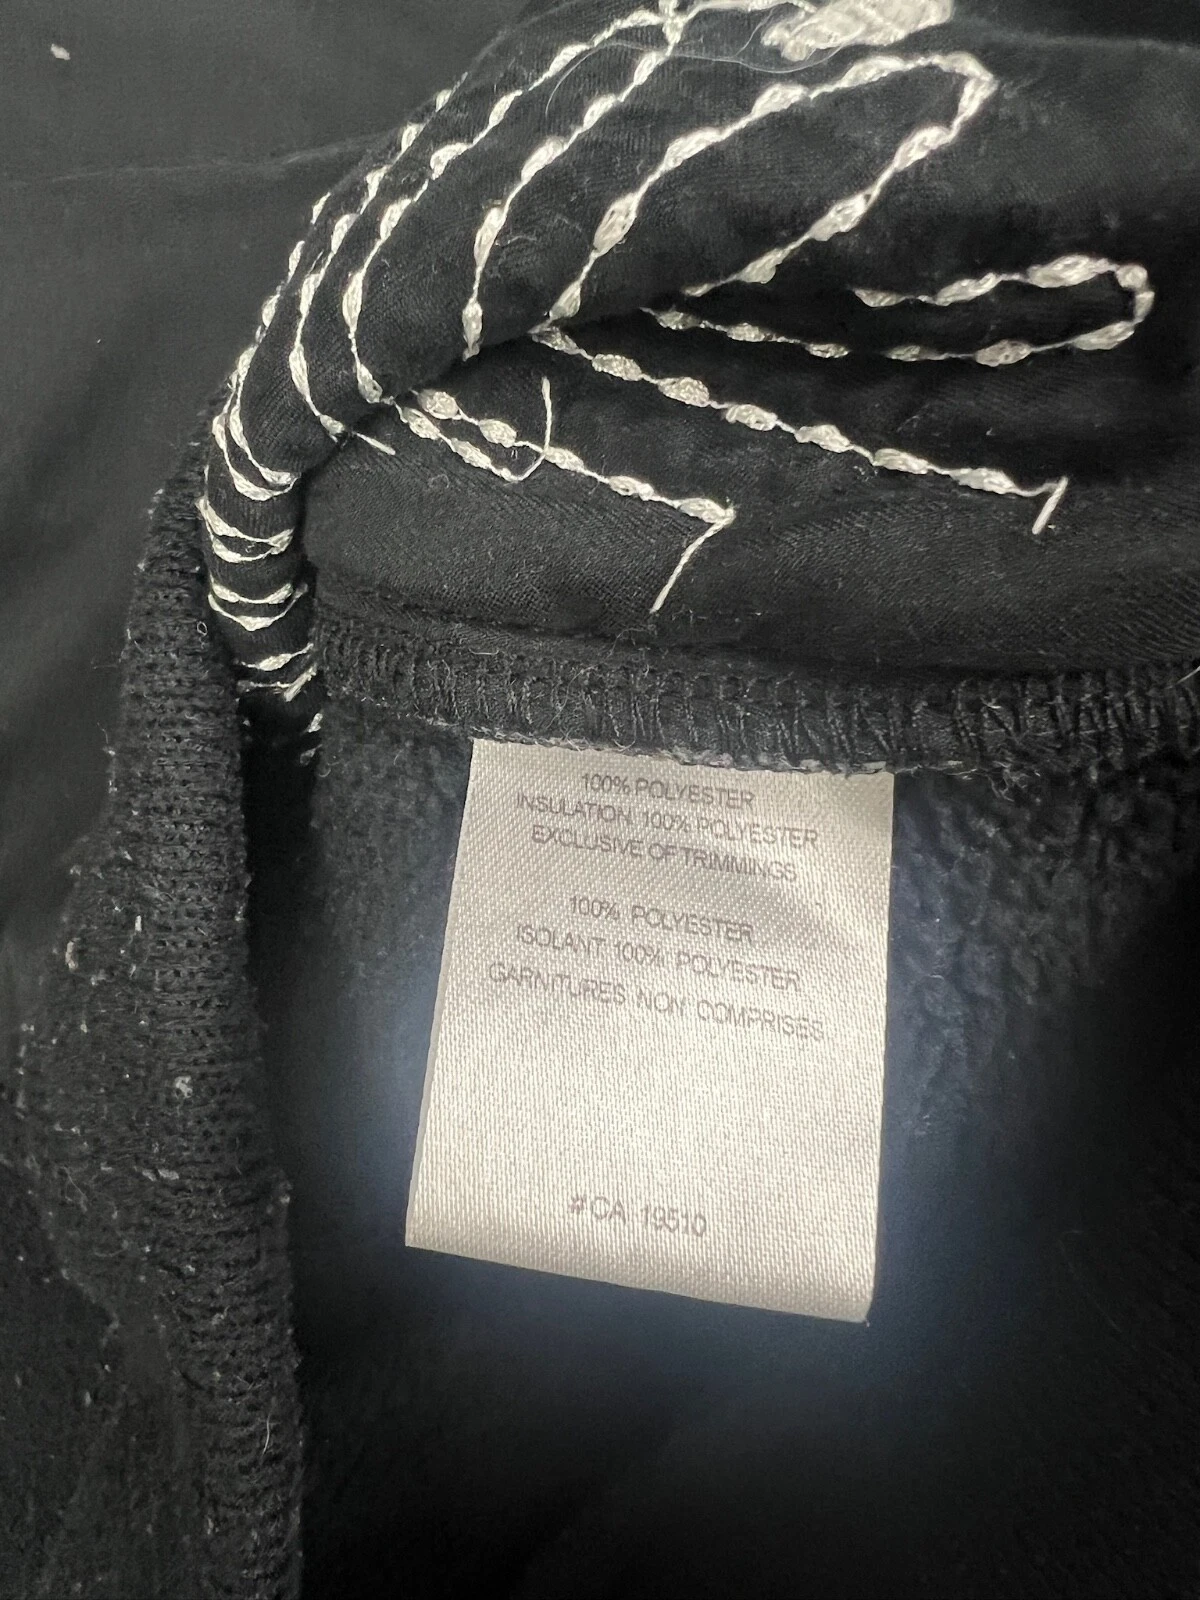 100% POLYESTER
INSULATION 100% POLYESTER
EXCLUSIVE OF TRIMMINGS
100% POLYESTER
ISOLANT 100% POLYESTER
GARNITURES NON COMPRISES
#CA 19510